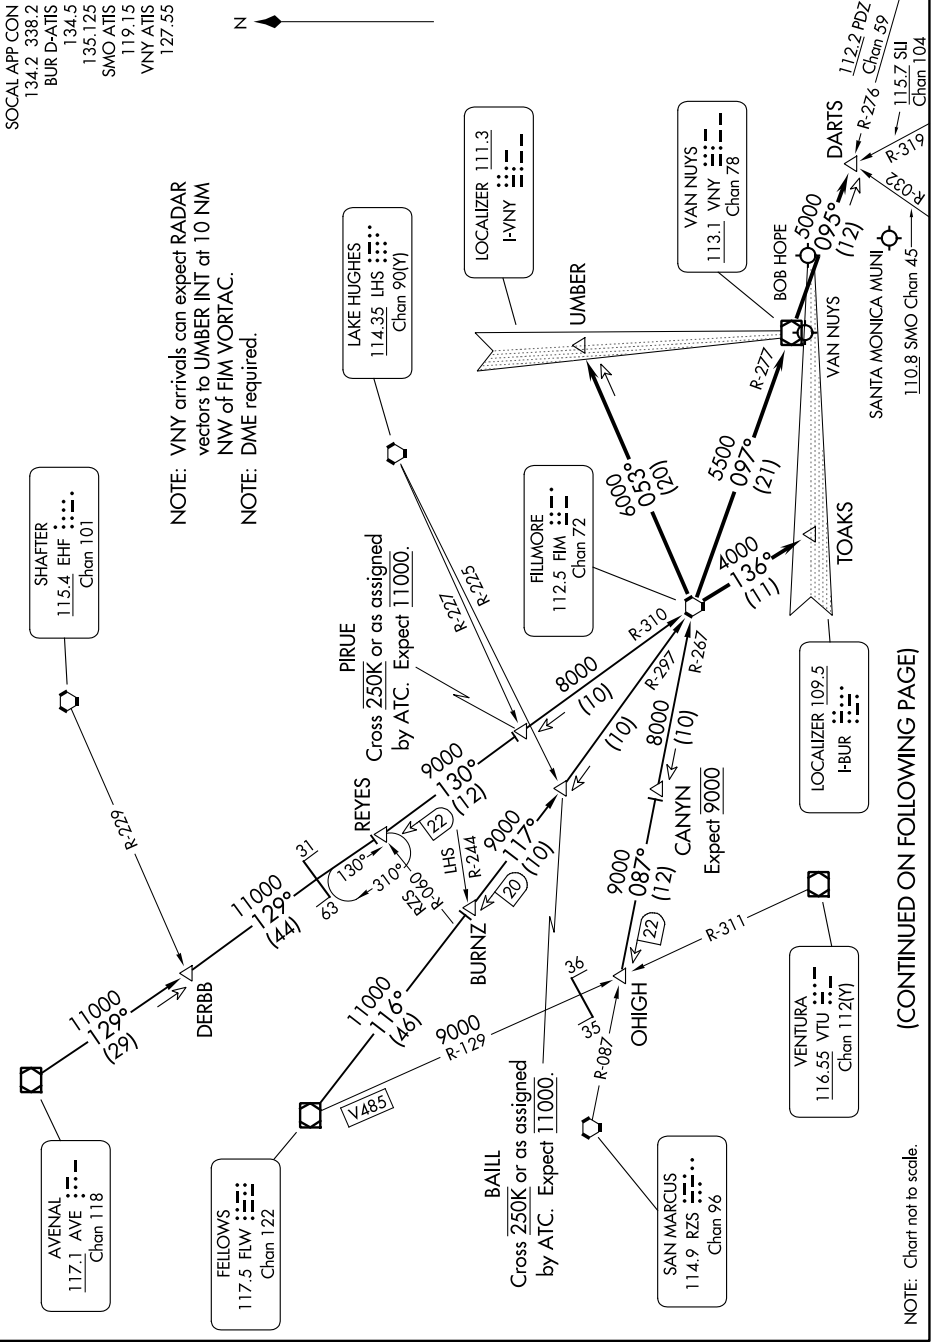 SOCAL APP CON
134.2 338.2
BUR D-ATIS
134.5
135.125
SMO ATIS
119.15
VNY ATIS
127.55
N
NOTE: VNY arrivals can expect RADAR
vectors to UMBER INT at 10 NM
NW of FIM VORTAC.
NOTE: DME required.
AVENAL
117.1 AVE
Chan 118
11000
129°
(29)
DERBB
SHAFTER
115.4 EHF
Chan 101
R-229
11000
129°
(44)
63
31
130°
310°
REYES
22
RZS
R-060
9000
130°
(12)
PIRUE
Cross 250K or as assigned
by ATC. Expect 11000.
LAKE HUGHES
114.35 LHS
Chan 90(Y)
R-227
R-225
8000
(10)
R-310
FELLOWS
117.5 FLW
Chan 122
V485
11000
116°
(46)
9000
R-129
BURNZ
LHS
R-244
20
9000
117°
(10)
(10)
R-297
BAILL
Cross 250K or as assigned
by ATC. Expect 11000.
SAN MARCUS
114.9 RZS
Chan 96
R-087
35
36
OHIGH
22
9000
087°
(12)
CANYN
Expect 9000
8000
(10)
R-267
VENTURA
116.55 VTU
Chan 112(Y)
R-311
FILLMORE
112.5 FIM
Chan 72
6000
053°
(20)
UMBER
LOCALIZER 111.3
I-VNY
5500
097°
(21)
R-277
4000
136°
(11)
TOAKS
LOCALIZER 109.5
I-BUR
VAN NUYS
113.1 VNY
Chan 78
BOB HOPE
VAN NUYS
5000
095°
(12)
DARTS
SANTA MONICA MUNI
110.8 SMO Chan 45
R-032
R-319
115.7 SLI
Chan 104
R-276
112.2 PDZ
Chan 59
(CONTINUED ON FOLLOWING PAGE)
NOTE: Chart not to scale.